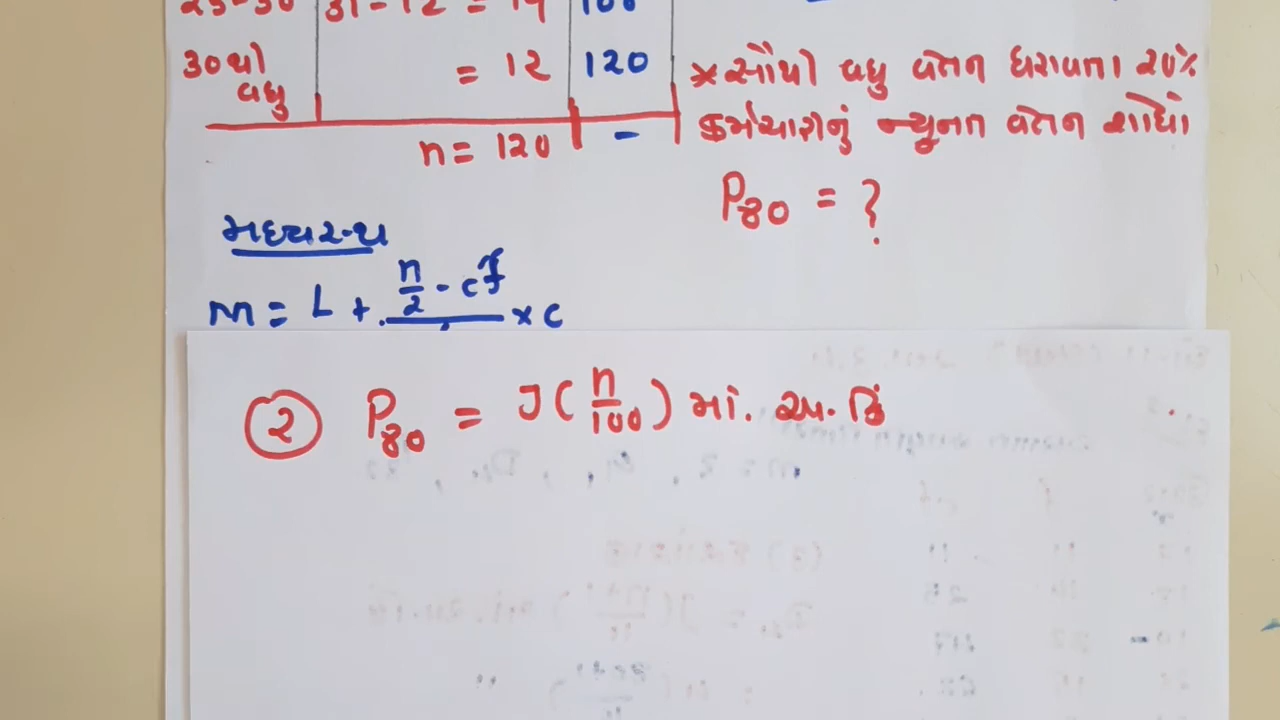 30થી = 12 120
વધુ
n = 120 -
* સૌથી વધુ વેતન ધરાવતા 20%
કર્મચારીનું ન્યૂનતમ વેતન શોધો
P80 = ?
મધ્યસ્થ
m = L + n/2 - cf × c
② P80 = J(n/100) માં. અવ. કિં